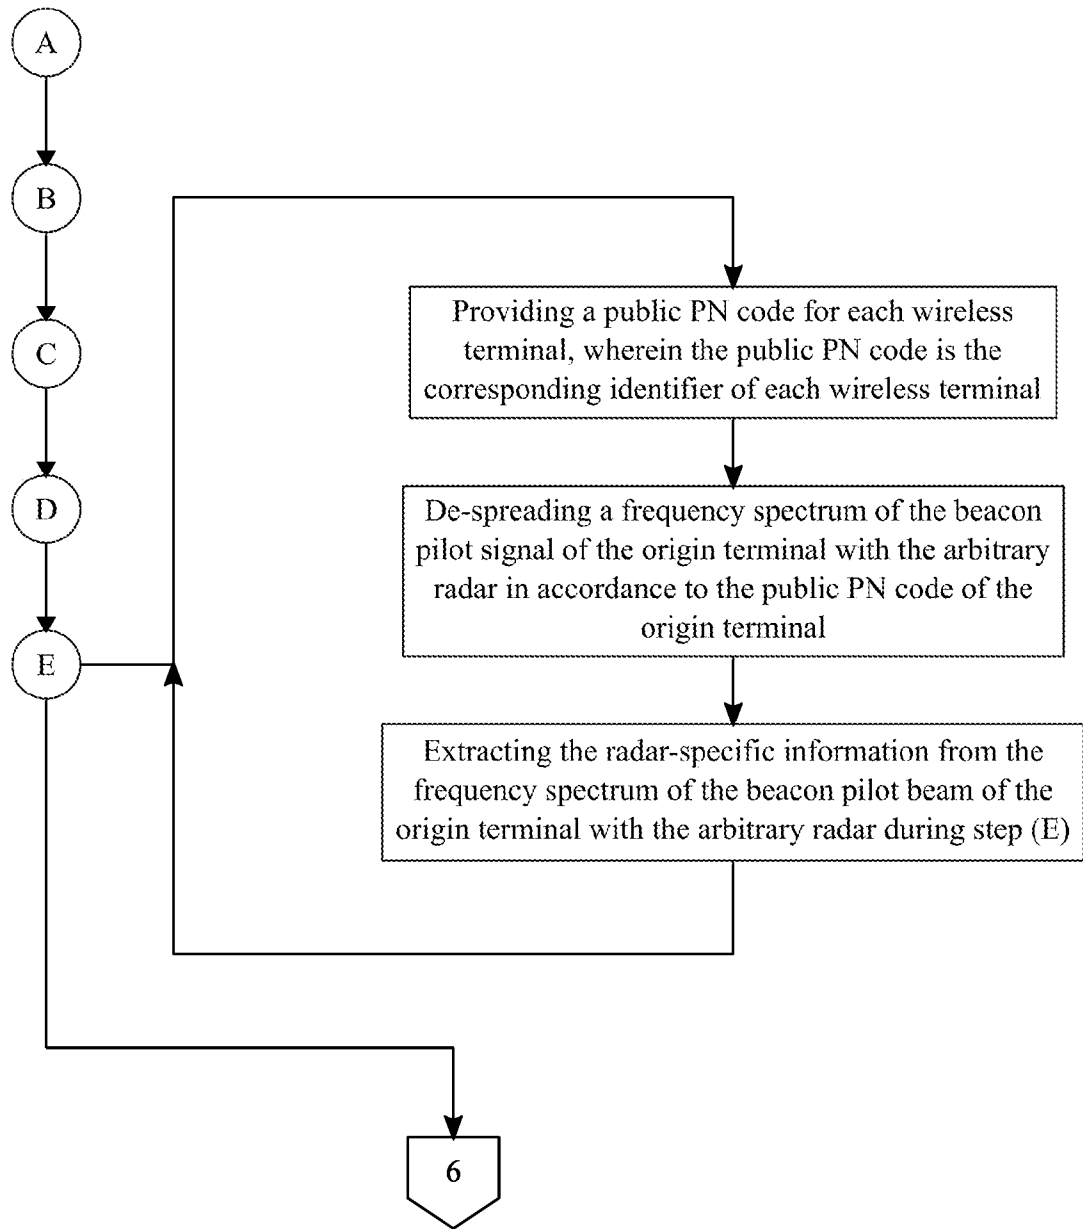 A
B
C
D
E
Providing a public PN code for each wireless
terminal, wherein the public PN code is the
corresponding identifier of each wireless terminal
De-spreading a frequency spectrum of the beacon
pilot signal of the origin terminal with the arbitrary
radar in accordance to the public PN code of the
origin terminal
Extracting the radar-specific information from the
frequency spectrum of the beacon pilot beam of the
origin terminal with the arbitrary radar during step (E)
6